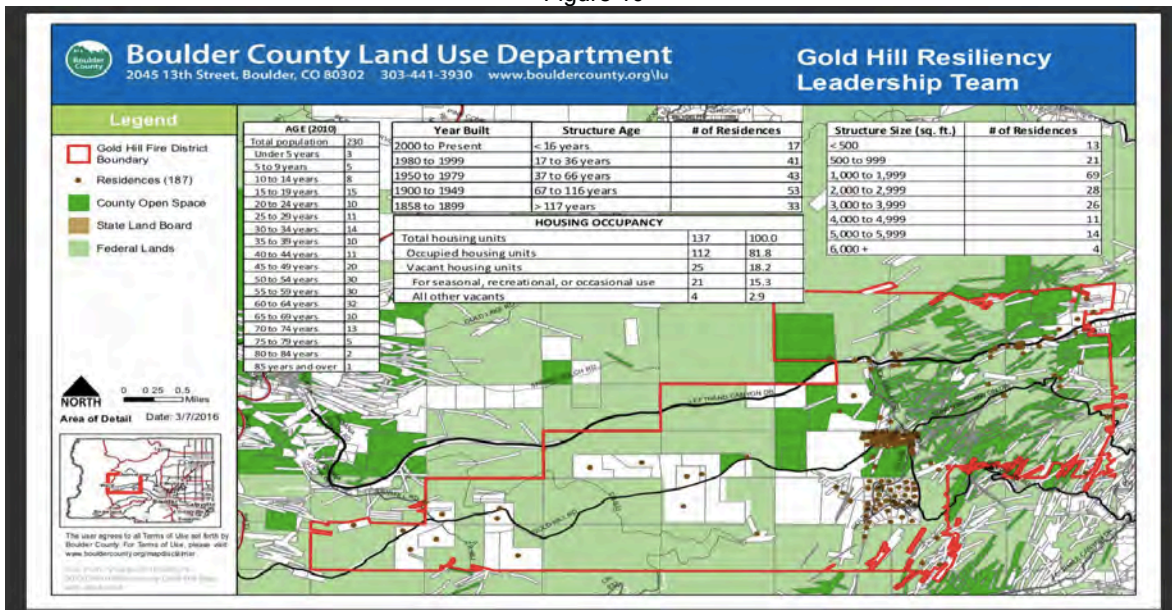 Figure 10
Boulder County
Boulder County Land Use Department
2045 13th Street, Boulder, CO 80302 303-441-3930 www.bouldercounty.org\lu
Gold Hill Resiliency
Leadership Team
Legend
Gold Hill Fire District
Boundary
Residences (187)
County Open Space
State Land Board
Federal Lands
NORTH
0 0.25 0.5
Miles
Area of Detail Date: 3/7/2016
The user agrees to all Terms of Use set forth by
Boulder County. For Terms of Use, please visit
www.bouldercounty.org/mapdisclaimer
AGE (2010)
Total population 230
Under 5 years 3
5 to 9 years 5
10 to 14 years 8
15 to 19 years 15
20 to 24 years 10
25 to 29 years 11
30 to 34 years 14
35 to 39 years 10
40 to 44 years 11
45 to 49 years 20
50 to 54 years 30
55 to 59 years 30
60 to 64 years 32
65 to 69 years 10
70 to 74 years 13
75 to 79 years 5
80 to 84 years 2
85 years and over 1
Year Built Structure Age # of Residences
2000 to Present < 16 years 17
1980 to 1999 17 to 36 years 41
1950 to 1979 37 to 66 years 43
1900 to 1949 67 to 116 years 53
1858 to 1899 > 117 years 33
HOUSING OCCUPANCY
Total housing units 137 100.0
Occupied housing units 112 81.8
Vacant housing units 25 18.2
For seasonal, recreational, or occasional use 21 15.3
All other vacants 4 2.9
Structure Size (sq. ft.) # of Residences
< 500 13
500 to 999 21
1,000 to 1,999 69
2,000 to 2,999 28
3,000 to 3,999 26
4,000 to 4,999 11
5,000 to 5,999 14
6,000 + 4
GOLD LAKE RD
LEFTHAND CANYON DR
GOLD HILL RD